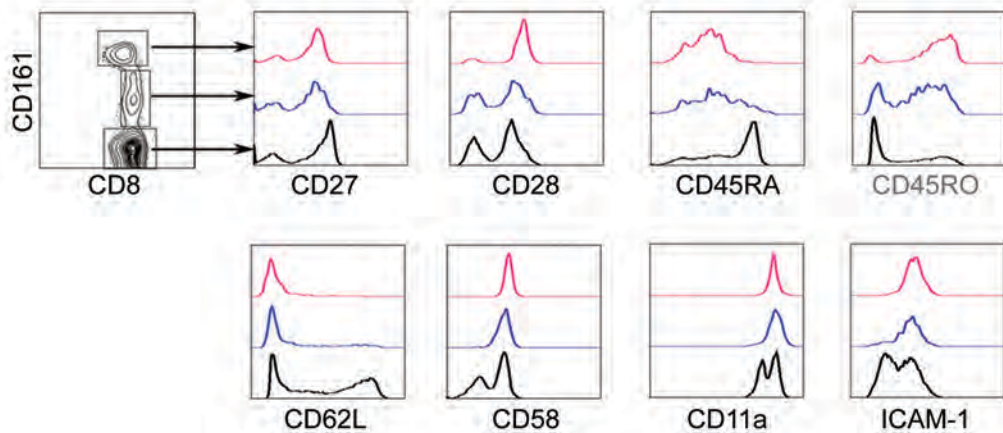 CD161
CD8
CD27
CD28
CD45RA
CD45RO
CD62L
CD58
CD11a
ICAM-1